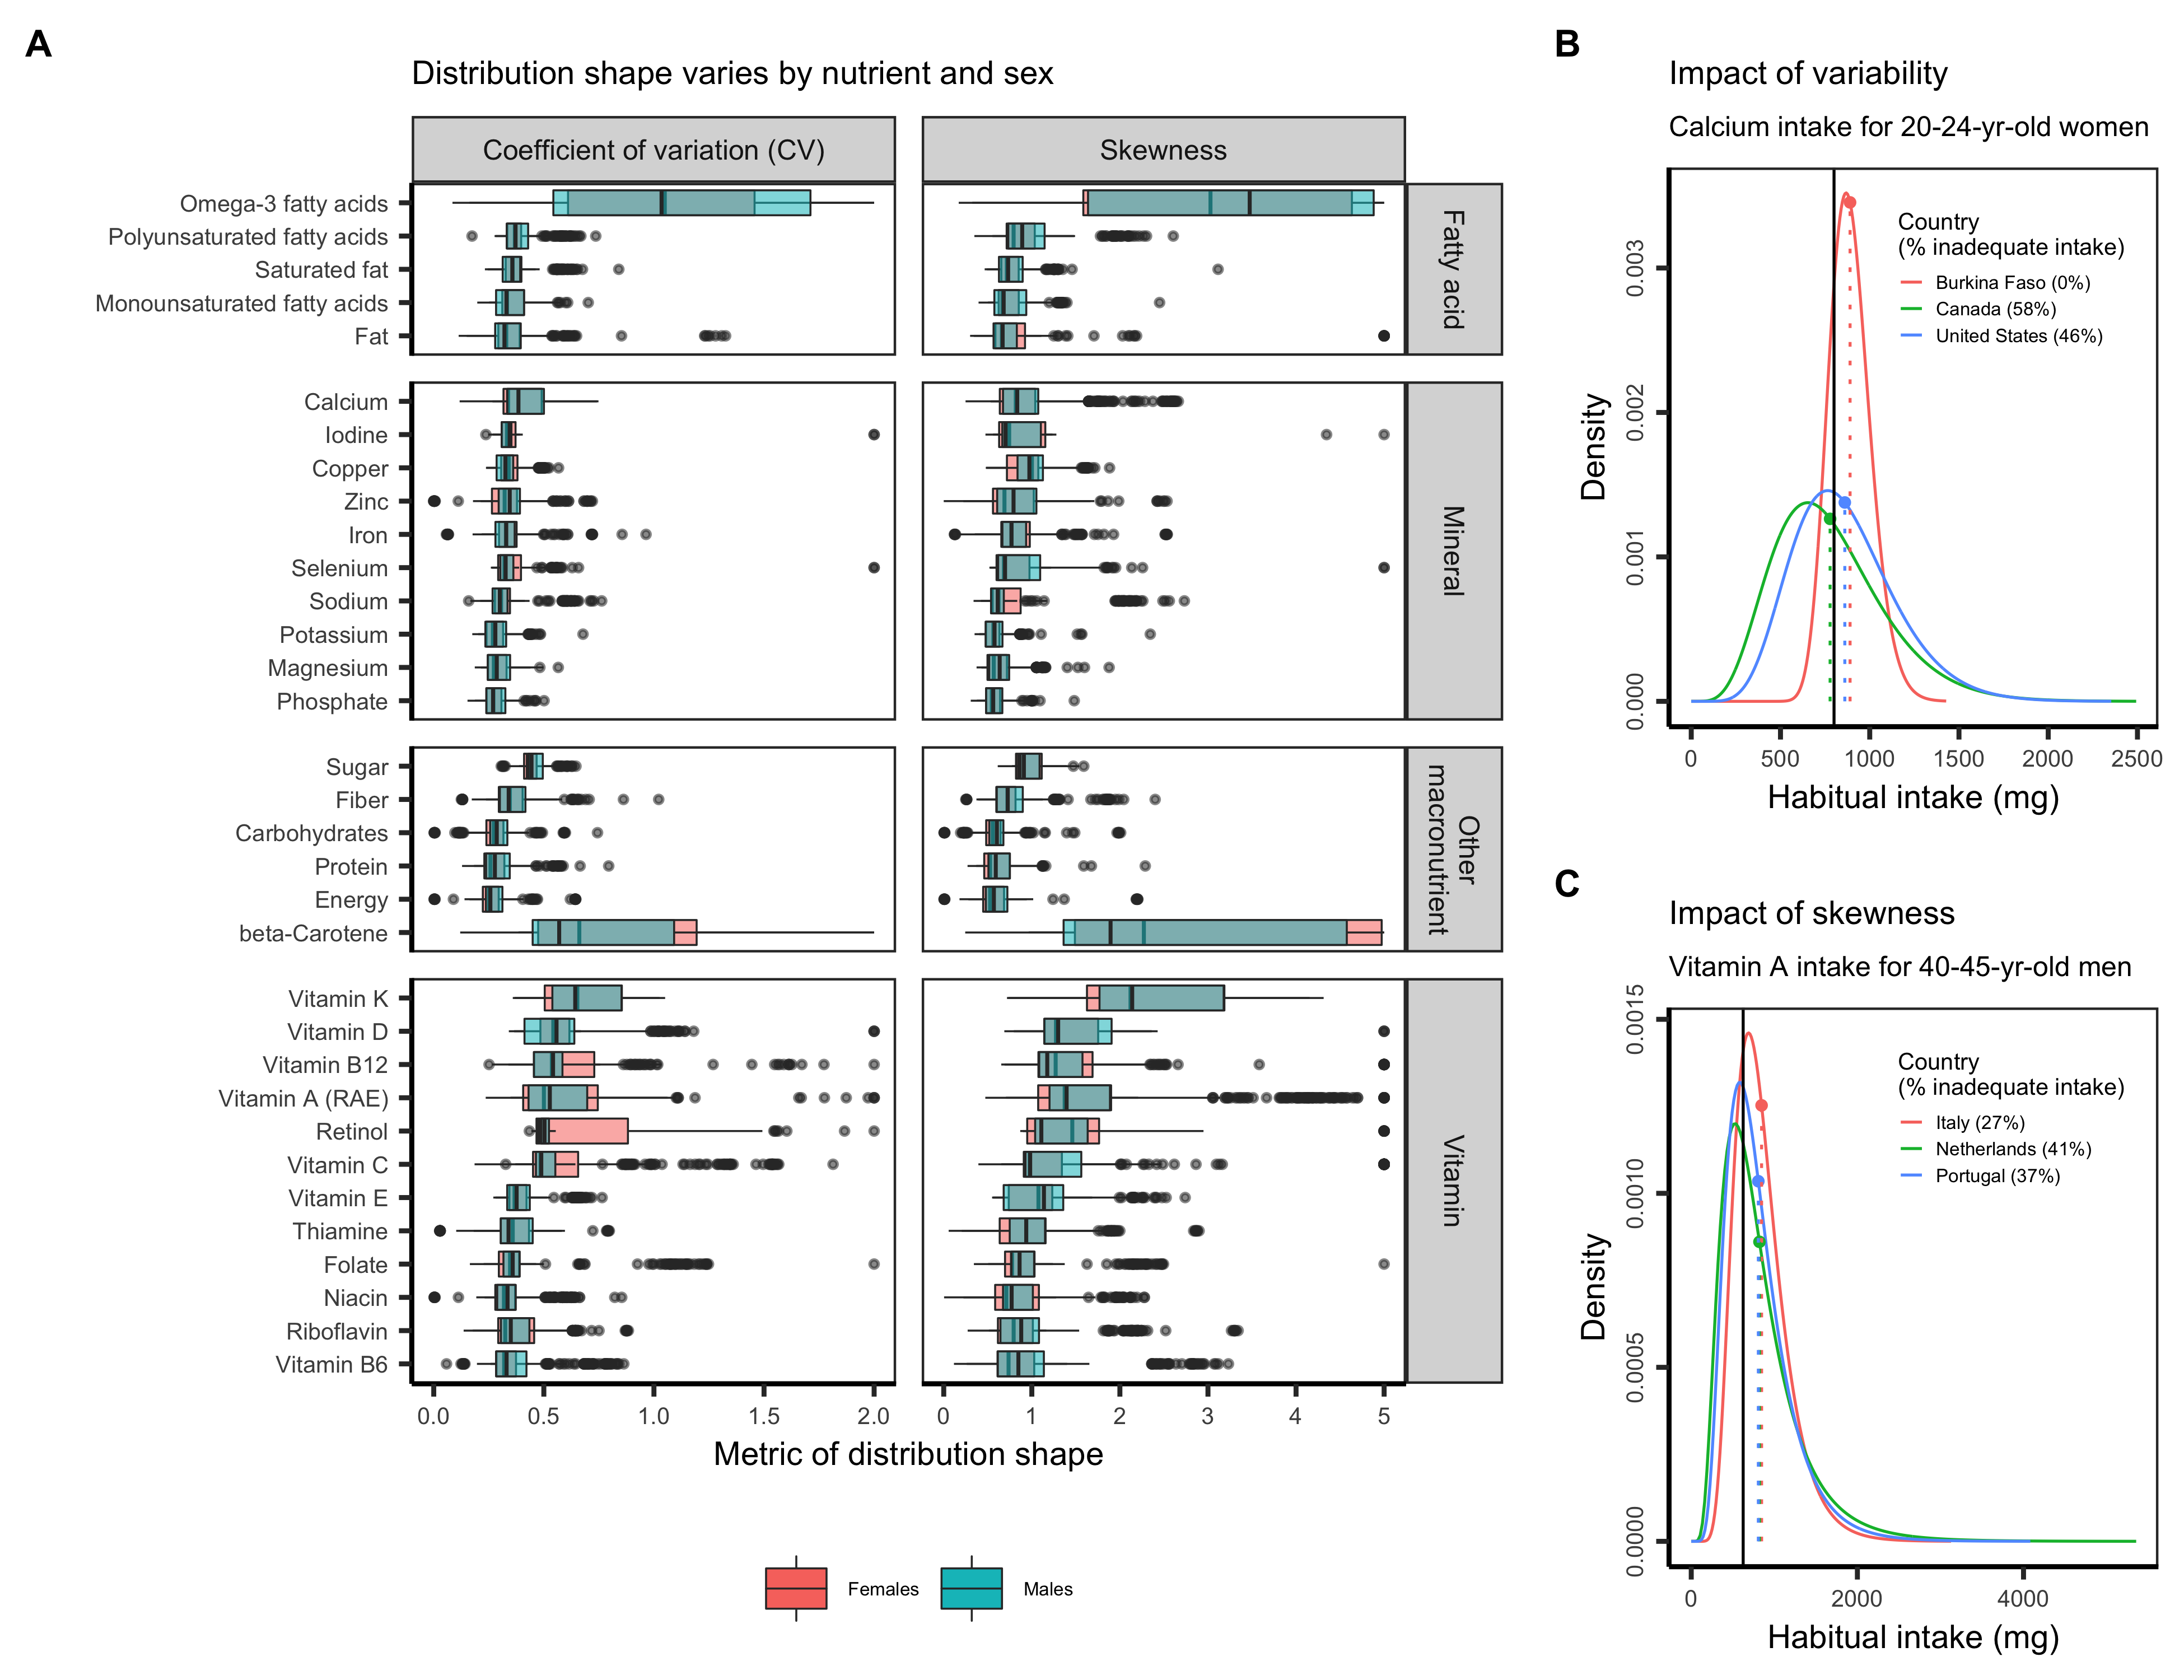 A
Distribution shape varies by nutrient and sex
Coefficient of variation (CV)
Skewness
Omega-3 fatty acids
Polyunsaturated fatty acids
Saturated fat
Monounsaturated fatty acids
Fat
Fatty acid
Calcium
Iodine
Copper
Zinc
Iron
Selenium
Sodium
Potassium
Magnesium
Phosphate
Mineral
Sugar
Fiber
Carbohydrates
Protein
Energy
beta-Carotene
Other
macronutrient
Vitamin K
Vitamin D
Vitamin B12
Vitamin A (RAE)
Retinol
Vitamin C
Vitamin E
Thiamine
Folate
Niacin
Riboflavin
Vitamin B6
Vitamin
0.0 0.5 1.0 1.5 2.0
0 1 2 3 4 5
Metric of distribution shape
Females
Males
B
Impact of variability
Calcium intake for 20-24-yr-old women
Density
0.003
0.002
0.001
0.000
Country
(% inadequate intake)
Burkina Faso (0%)
Canada (58%)
United States (46%)
0 500 1000 1500 2000 2500
Habitual intake (mg)
C
Impact of skewness
Vitamin A intake for 40-45-yr-old men
Density
0.0015
0.0010
0.0005
0.0000
Country
(% inadequate intake)
Italy (27%)
Netherlands (41%)
Portugal (37%)
0 2000 4000
Habitual intake (mg)